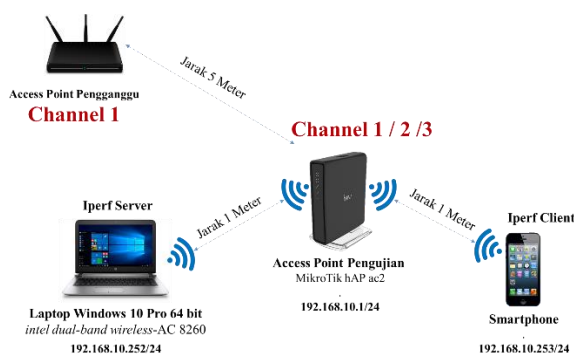 Jarak 5 Meter
Access Point Pengganggu
Channel 1
Channel 1 / 2 /3
Iperf Server
Jarak 1 Meter
Jarak 1 Meter
Iperf Client
Access Point Pengujian
MikroTik hAP ac2
.
192.168.10.1/24
Laptop Windows 10 Pro 64 bit
intel dual-band wireless-AC 8260
192.168.10.252/24
Smartphone
.
192.168.10.253/24